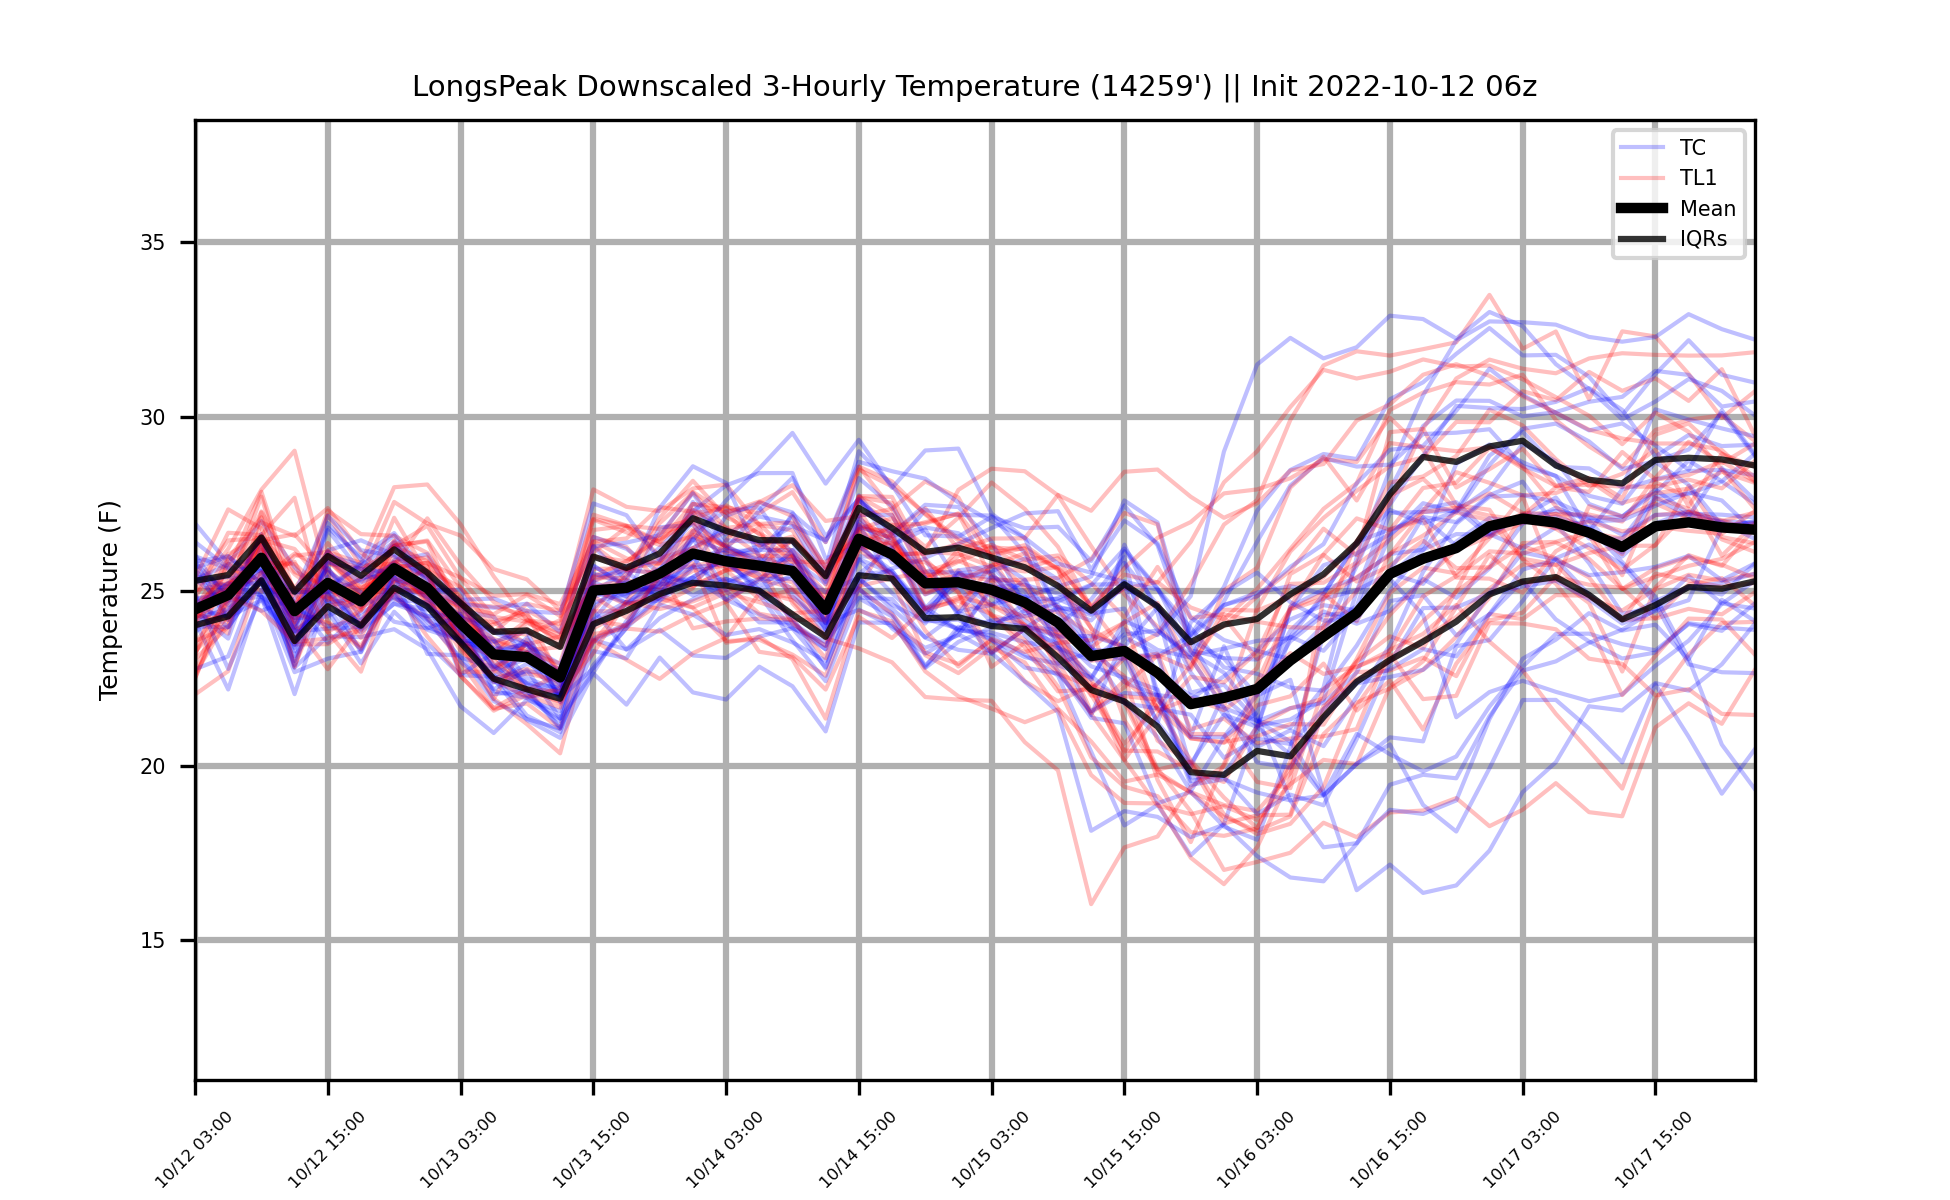 LongsPeak Downscaled 3-Hourly Temperature (14259') || Init 2022-10-12 06z
TC
TL1
Mean
IQRs
Temperature (F)
35
30
25
20
15
10/12 03:00
10/12 15:00
10/13 03:00
10/13 15:00
10/14 03:00
10/14 15:00
10/15 03:00
10/15 15:00
10/16 03:00
10/16 15:00
10/17 03:00
10/17 15:00